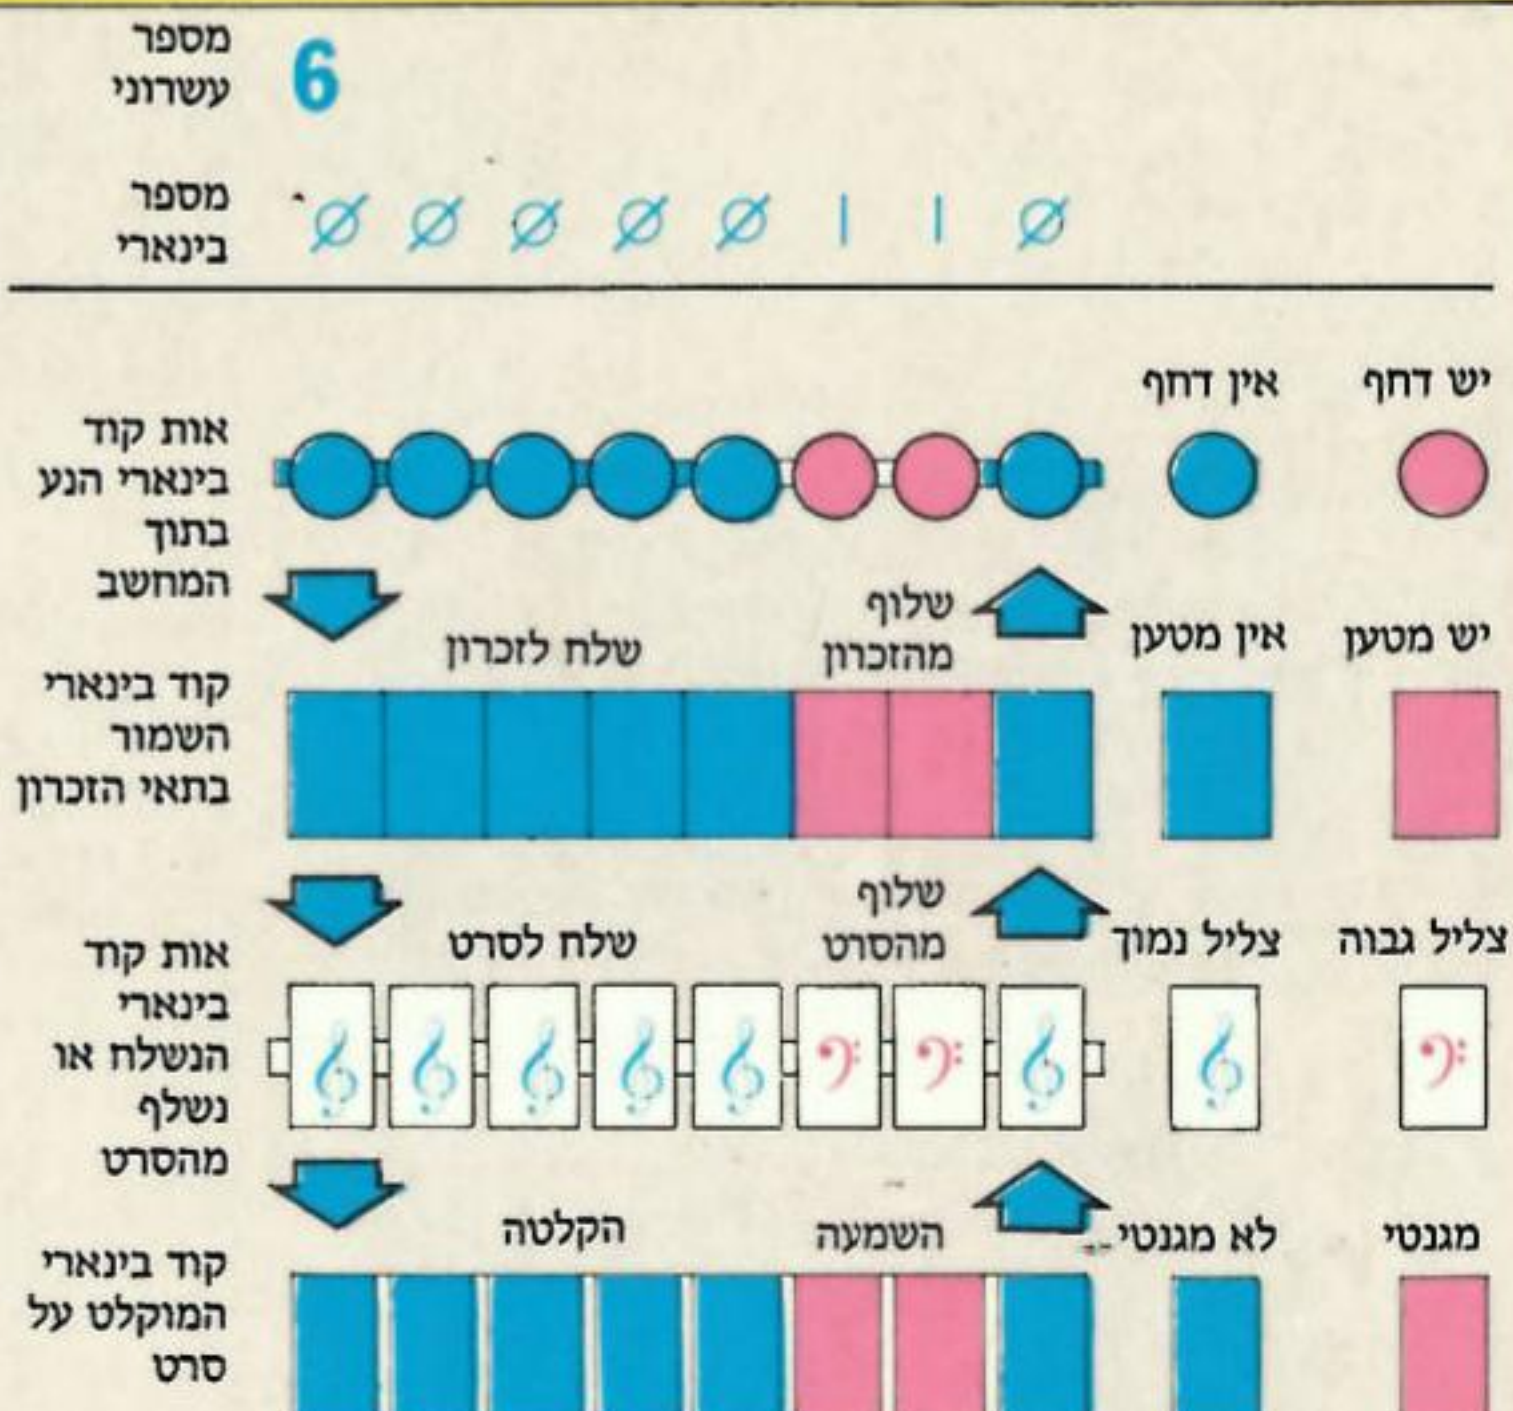 מספר
עשרוני
6
מספר
בינארי
Ø Ø Ø Ø Ø | | Ø
יש דחף
אין דחף
אות קוד
בינארי הנע
בתוך
המחשב
שלח לזכרון
שלוף
מהזכרון
אין מטען
יש מטען
קוד בינארי
השמור
בתאי הזכרון
שלח לסרט
שלוף
מהסרט
צליל נמוך
צליל גבוה
אות קוד
בינארי
הנשלח או
נשלף
מהסרט
הקלטה
השמעה
לא מגנטי
מגנטי
קוד בינארי
המוקלט על
סרט